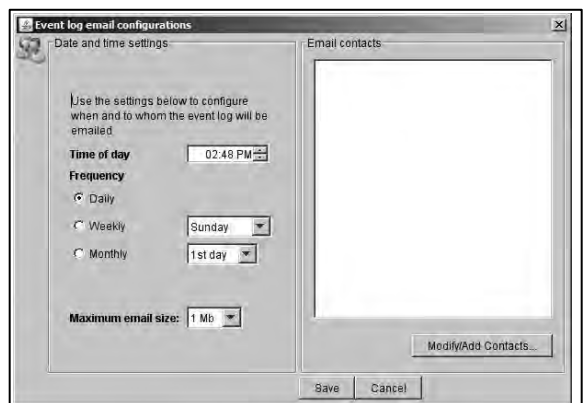 Event log email configurations
Date and time settings
Use the settings below to configure
when and to whom the event log will be
emailed
Time of day 02:48 PM
Frequency
Daily
Weekly Sunday
Monthly 1st day
Maximum email size: 1 Mb
Email contacts
Modify/Add Contacts...
Save Cancel